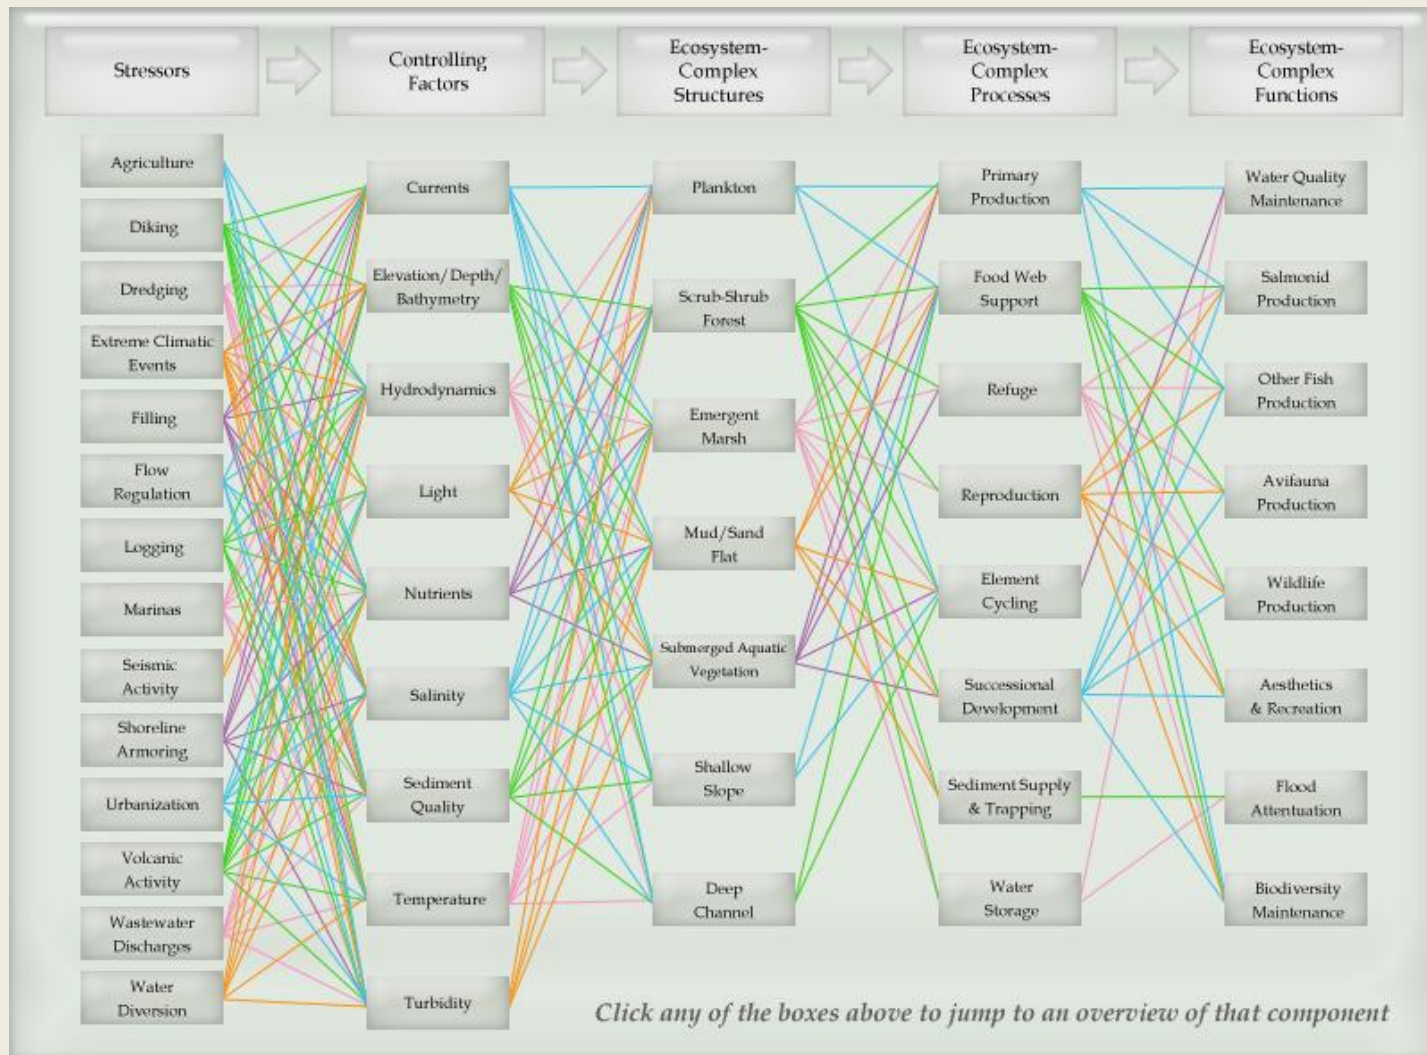 Stressors
Controlling
Factors
Ecosystem-
Complex
Structures
Ecosystem-
Complex
Processes
Ecosystem-
Complex
Functions
Agriculture
Diking
Dredging
Extreme Climatic
Events
Filling
Flow
Regulation
Logging
Marinas
Seismic
Activity
Shoreline
Armoring
Urbanization
Volcanic
Activity
Wastewater
Discharges
Water
Diversion
Currents
Elevation/Depth/
Bathymetry
Hydrodynamics
Light
Nutrients
Salinity
Sediment
Quality
Temperature
Turbidity
Plankton
Scrub-Shrub
Forest
Emergent
Marsh
Mud/Sand
Flat
Submerged Aquatic
Vegetation
Shallow
Slope
Deep
Channel
Primary
Production
Food Web
Support
Refuge
Reproduction
Element
Cycling
Successional
Development
Sediment Supply
& Trapping
Water
Storage
Water Quality
Maintenance
Salmonid
Production
Other Fish
Production
Avifauna
Production
Wildlife
Production
Aesthetics
& Recreation
Flood
Attentuation
Biodiversity
Maintenance
Click any of the boxes above to jump to an overview of that component